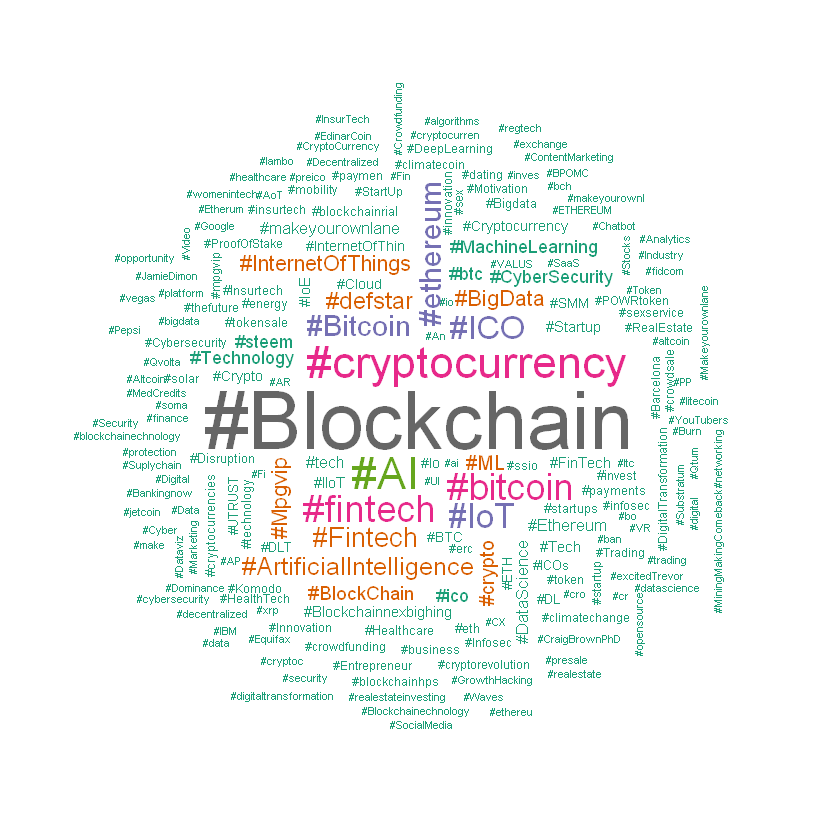 #Crowdfunding
#InsurTech
#algorithms
#regtech
#EdinarCoin
#cryptocurren
#exchange
#CryptoCurrency
#DeepLearning
#ContentMarketing
#lambo
#Decentralized
#climatecoin
#healthcare
#preico
#paymen
#Fin
#dating
#inves
#BPOMC
#womenintech
#AoT
#mobility
#StartUp
#innovation
#sex
#Motivation
#bch
#makeyourownl
#Etherum
#insurtech
#blockchainrial
#ethereum
#Bigdata
#ETHEREUM
#Google
#makeyourownlane
#Cryptocurrency
#Chatbot
#Video
#ProofOfStake
#InternetOfThin
#MachineLearning
#Stocks
#Analytics
#opportunity
#mpgvip
#InternetOfThings
#VALUS
#SaaS
#Industry
#JamieDimon
#btc
#CyberSecurity
#fidcom
#vegas
#platform
#Insurtech
#IoE
#Cloud
#Token
#thefuture
#energy
#defstar
#io
#BigData
#SMM
#POWRtoken
#Makeyourownlane
#Pepsi
#bigdata
#tokensale
#Bitcoin
#ICO
#Startup
#sexservice
#RealEstate
#Cybersecurity
#steem
#An
#altcoin
#Qvolta
#Technology
#cryptocurrency
#Barcelona
#crowdsale
#Altcoin
#solar
#Crypto
#AR
#PP
#MedCredits
#soma
#Blockchain
#litecoin
#Security
#finance
#YouTubers
#blockchainechnology
#Burn
#protection
#Suplychain
#Disruption
#tech
#AI
#Io
#ai
#ML
#ssio
#FinTech
#ltc
#DigitalTransformation
#Digital
#Fi
#Mpgvip
#IIoT
#UI
#bitcoin
#invest
#Substratum
#Qtum
#networking
#Bankingnow
#cryptocurrencies
#UTRUST
#technology
#payments
#digital
#jetcoin
#Data
#fintech
#IoT
#startups
#infosec
#bo
#Cyber
#Ethereum
#VR
#make
#Dataviz
#Marketing
#DLT
#Fintech
#BTC
#erc
#crypto
#DataScience
#Tech
#ban
#Trading
#AP
#ArtificialIntelligence
#ETH
#ICOs
#trading
#Dominance
#Komodo
#token
#startup
#excitedTrevor
#datascience
#cybersecurity
#HealthTech
#BlockChain
#ico
#DL
#cro
#cr
#opensource
#MiningMakingComeback
#decentralized
#xrp
#Blockchainnexbighing
#climatechange
#IBM
#Innovation
#Healthcare
#eth
#CX
#data
#Equifax
#crowdfunding
#business
#Infosec
#CraigBrownPhD
#cryptoc
#Entrepreneur
#cryptorevolution
#presale
#security
#blockchainhps
#GrowthHacking
#realestate
#digitaltransformation
#realestateinvesting
#Waves
#Blockchainechnology
#ethereu
#SocialMedia